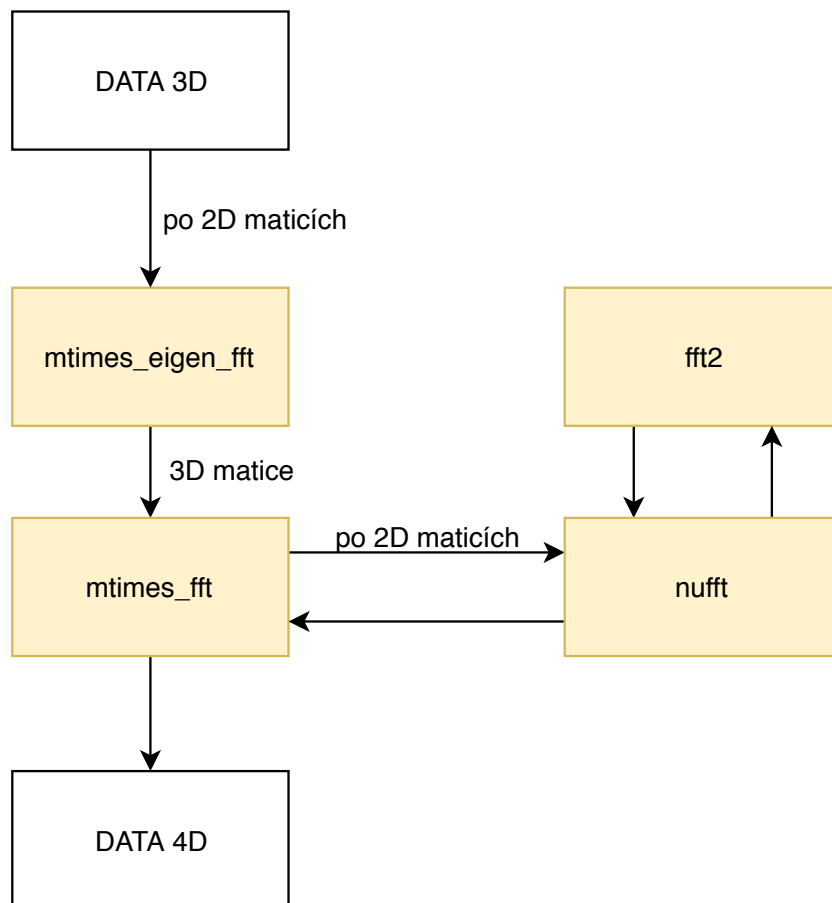 DATA 3D
po 2D maticích
mtimes_eigen_fft
fft2
3D matice
po 2D maticích
mtimes_fft
nufft
DATA 4D